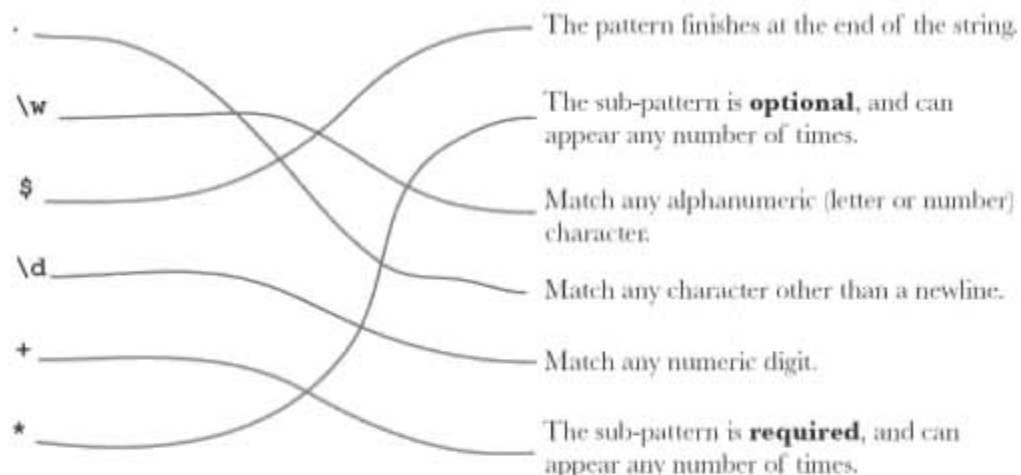 .
\w
$
\d
+
*
The pattern finishes at the end of the string.
The sub-pattern is optional, and can
appear any number of times.
Match any alphanumeric (letter or number)
character.
Match any character other than a newline.
Match any numeric digit.
The sub-pattern is required, and can
appear any number of times.